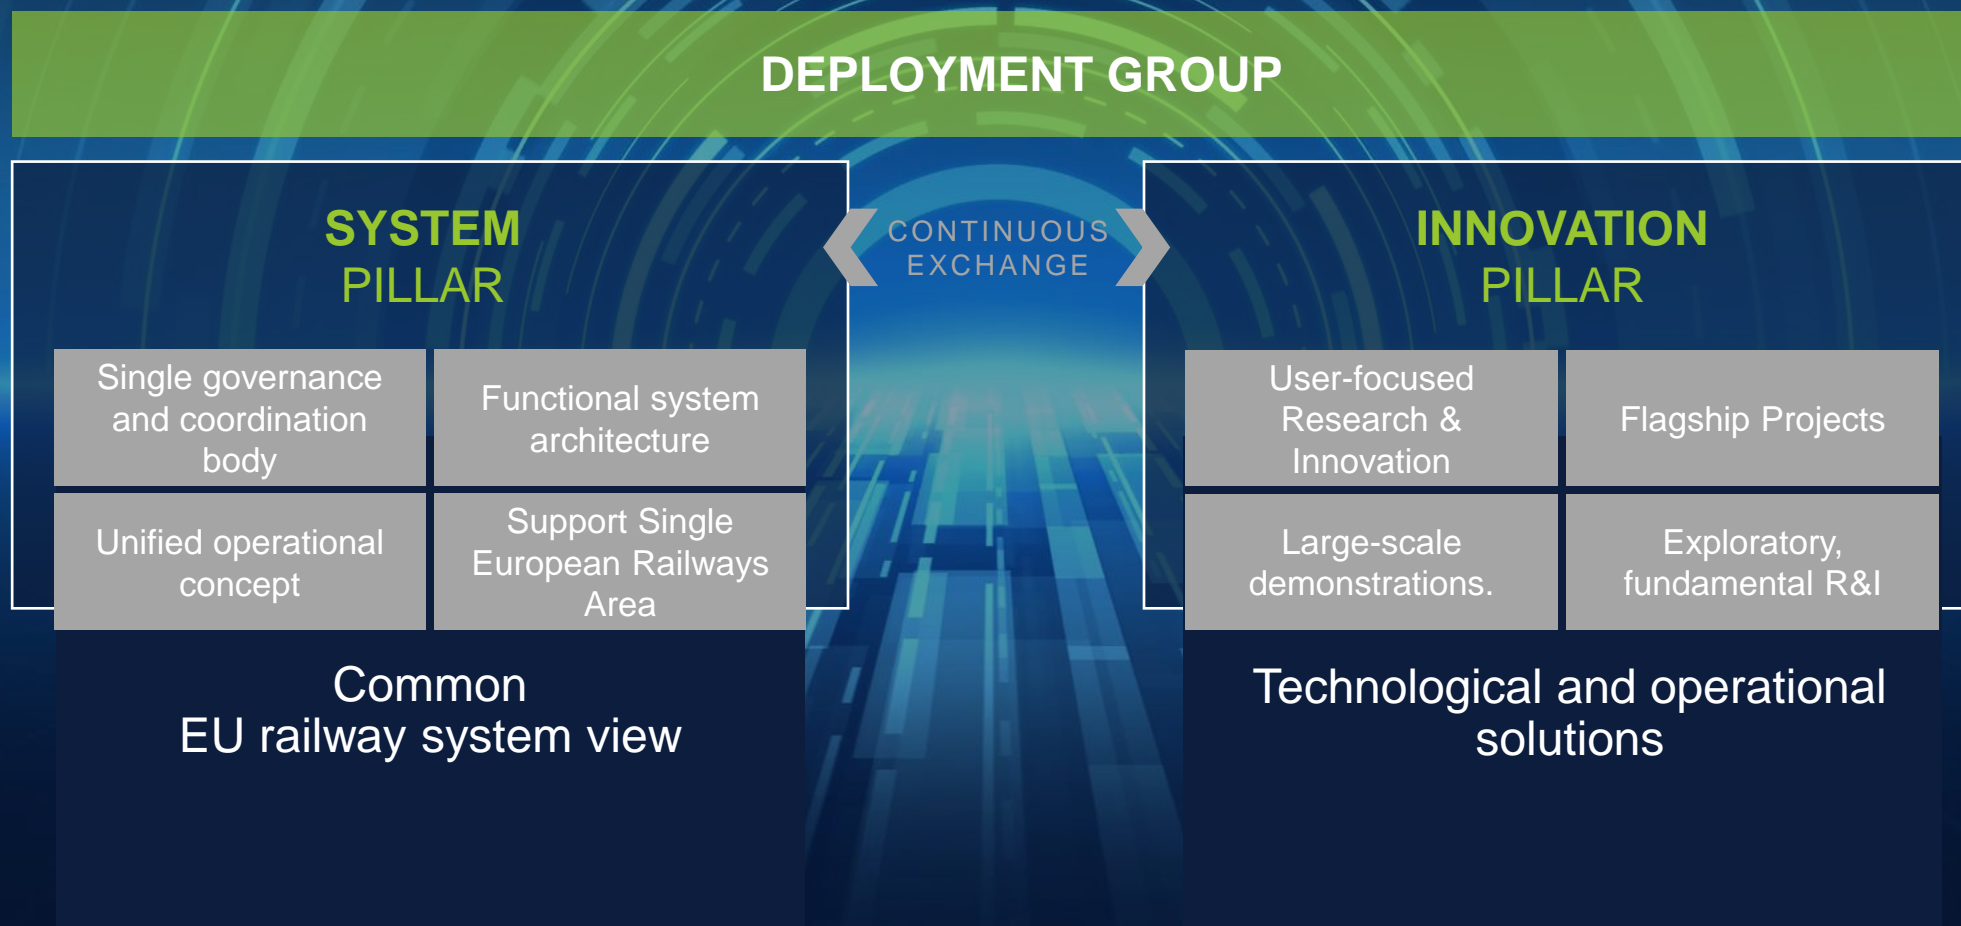 DEPLOYMENT GROUP
SYSTEM
PILLAR
CONTINUOUS
EXCHANGE
INNOVATION
PILLAR
Single governance
and coordination
body
Functional system
architecture
Unified operational
concept
Support Single
European Railways
Area
Common
EU railway system view
User-focused
Research &
Innovation
Flagship Projects
Large-scale
demonstrations.
Exploratory,
fundamental R&I
Technological and operational
solutions